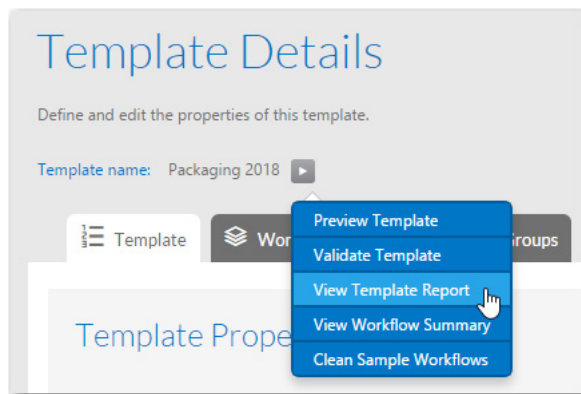 Template Details
Define and edit the properties of this template.
Template name: Packaging 2018
Template
Preview Template
Validate Template
View Template Report
View Workflow Summary
Clean Sample Workflows
Template